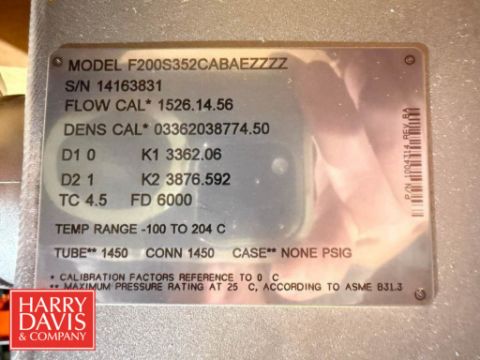 MODEL F200S352CABAEZZZZ
S/N 14163831
FLOW CAL* 1526.14.56
DENS CAL* 03362038774.50
D1 0 K1 3362.06
D2 1 K2 3876.592
TC 4.5 FD 6000
TEMP RANGE -100 TO 204 C
TUBE** 1450 CONN 1450 CASE** NONE PSIG
* CALIBRATION FACTORS REFERENCE TO 0 C
** MAXIMUM PRESSURE RATING AT 25 C, ACCORDING TO ASME B31.3
P/N 1004314 REV BA
HARRY
DAVIS
& COMPANY